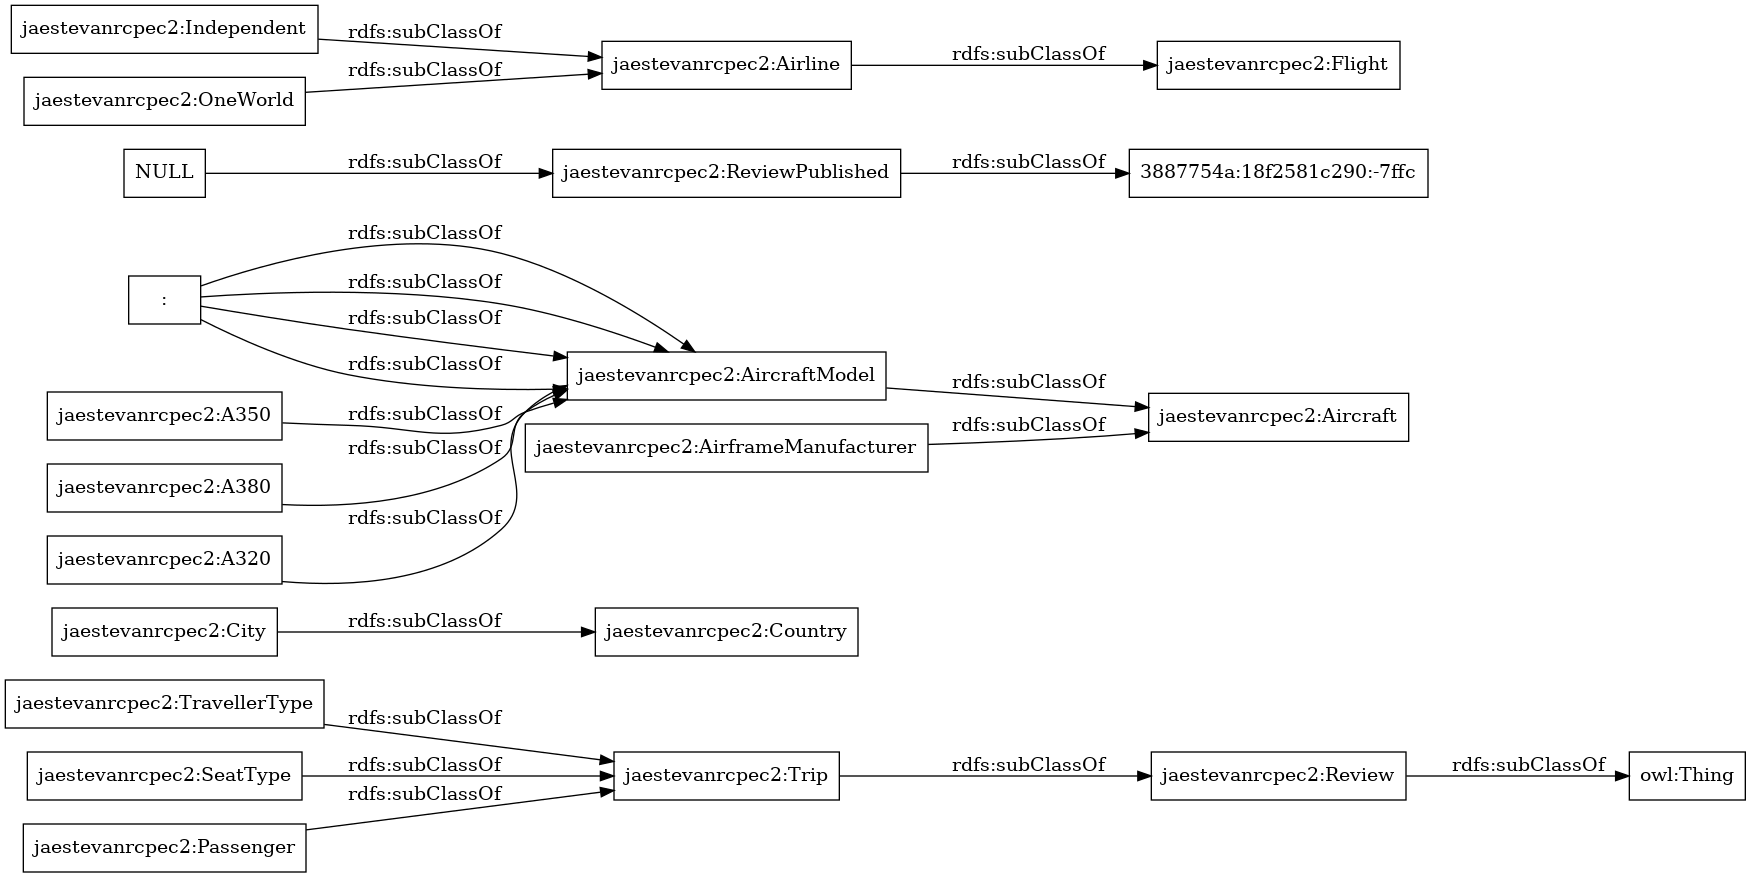 jaestevanrcpec2:Independent
rdfs:subClassOf
jaestevanrcpec2:OneWorld
rdfs:subClassOf
jaestevanrcpec2:Airline
rdfs:subClassOf
jaestevanrcpec2:Flight
NULL
rdfs:subClassOf
jaestevanrcpec2:ReviewPublished
rdfs:subClassOf
3887754a:18f2581c290:-7ffc
:
rdfs:subClassOf
rdfs:subClassOf
rdfs:subClassOf
rdfs:subClassOf
jaestevanrcpec2:A350
rdfs:subClassOf
jaestevanrcpec2:A380
rdfs:subClassOf
jaestevanrcpec2:A320
rdfs:subClassOf
jaestevanrcpec2:AircraftModel
rdfs:subClassOf
jaestevanrcpec2:AirframeManufacturer
rdfs:subClassOf
jaestevanrcpec2:Aircraft
jaestevanrcpec2:City
rdfs:subClassOf
jaestevanrcpec2:Country
jaestevanrcpec2:TravellerType
rdfs:subClassOf
jaestevanrcpec2:SeatType
rdfs:subClassOf
jaestevanrcpec2:Passenger
rdfs:subClassOf
jaestevanrcpec2:Trip
rdfs:subClassOf
jaestevanrcpec2:Review
rdfs:subClassOf
owl:Thing